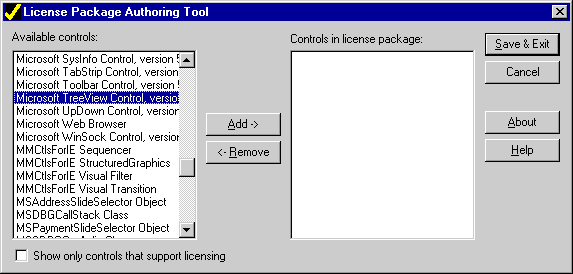 License Package Authoring Tool
Available controls:
Microsoft SysInfo Control, version 5
Microsoft TabStrip Control, version
Microsoft Toolbar Control, version 5
Microsoft TreeView Control, versio
Microsoft UpDown Control, version
Microsoft Web Browser
Microsoft WinSock Control, version
MMCtlsForIE Sequencer
MMCtlsForIE StructuredGraphics
MMCtlsForIE Visual Filter
MMCtlsForIE Visual Transition
MSAddressSlideSelector Object
MSDBGCallStack Class
MSPaymentSlideSelector Object
Add ->
<- Remove
Controls in license package:
Save & Exit
Cancel
About
Help
Show only controls that support licensing